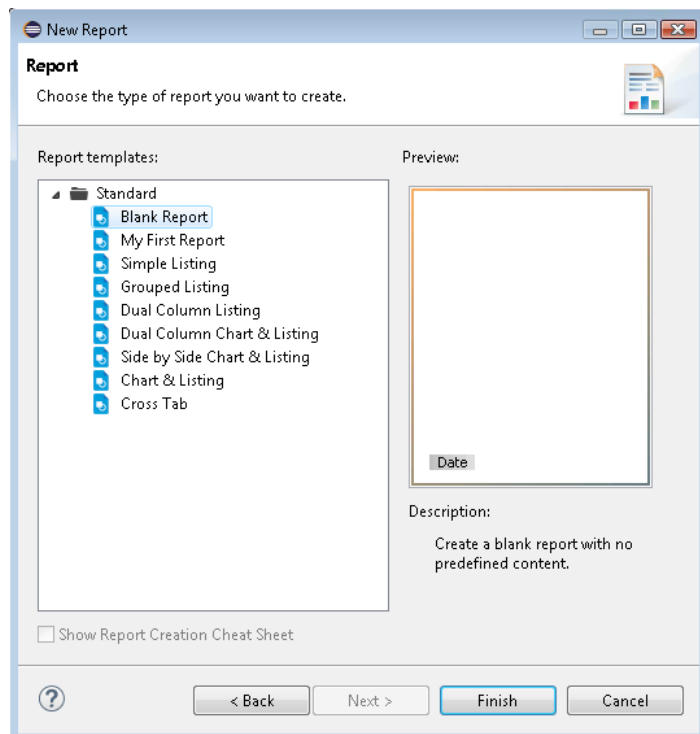 New Report
Report
Choose the type of report you want to create.
Report templates:
Preview:
Standard
Blank Report
My First Report
Simple Listing
Grouped Listing
Dual Column Listing
Dual Column Chart & Listing
Side by Side Chart & Listing
Chart & Listing
Cross Tab
Date
Description:
Create a blank report with no
predefined content.
Show Report Creation Cheat Sheet
?
< Back
Next >
Finish
Cancel